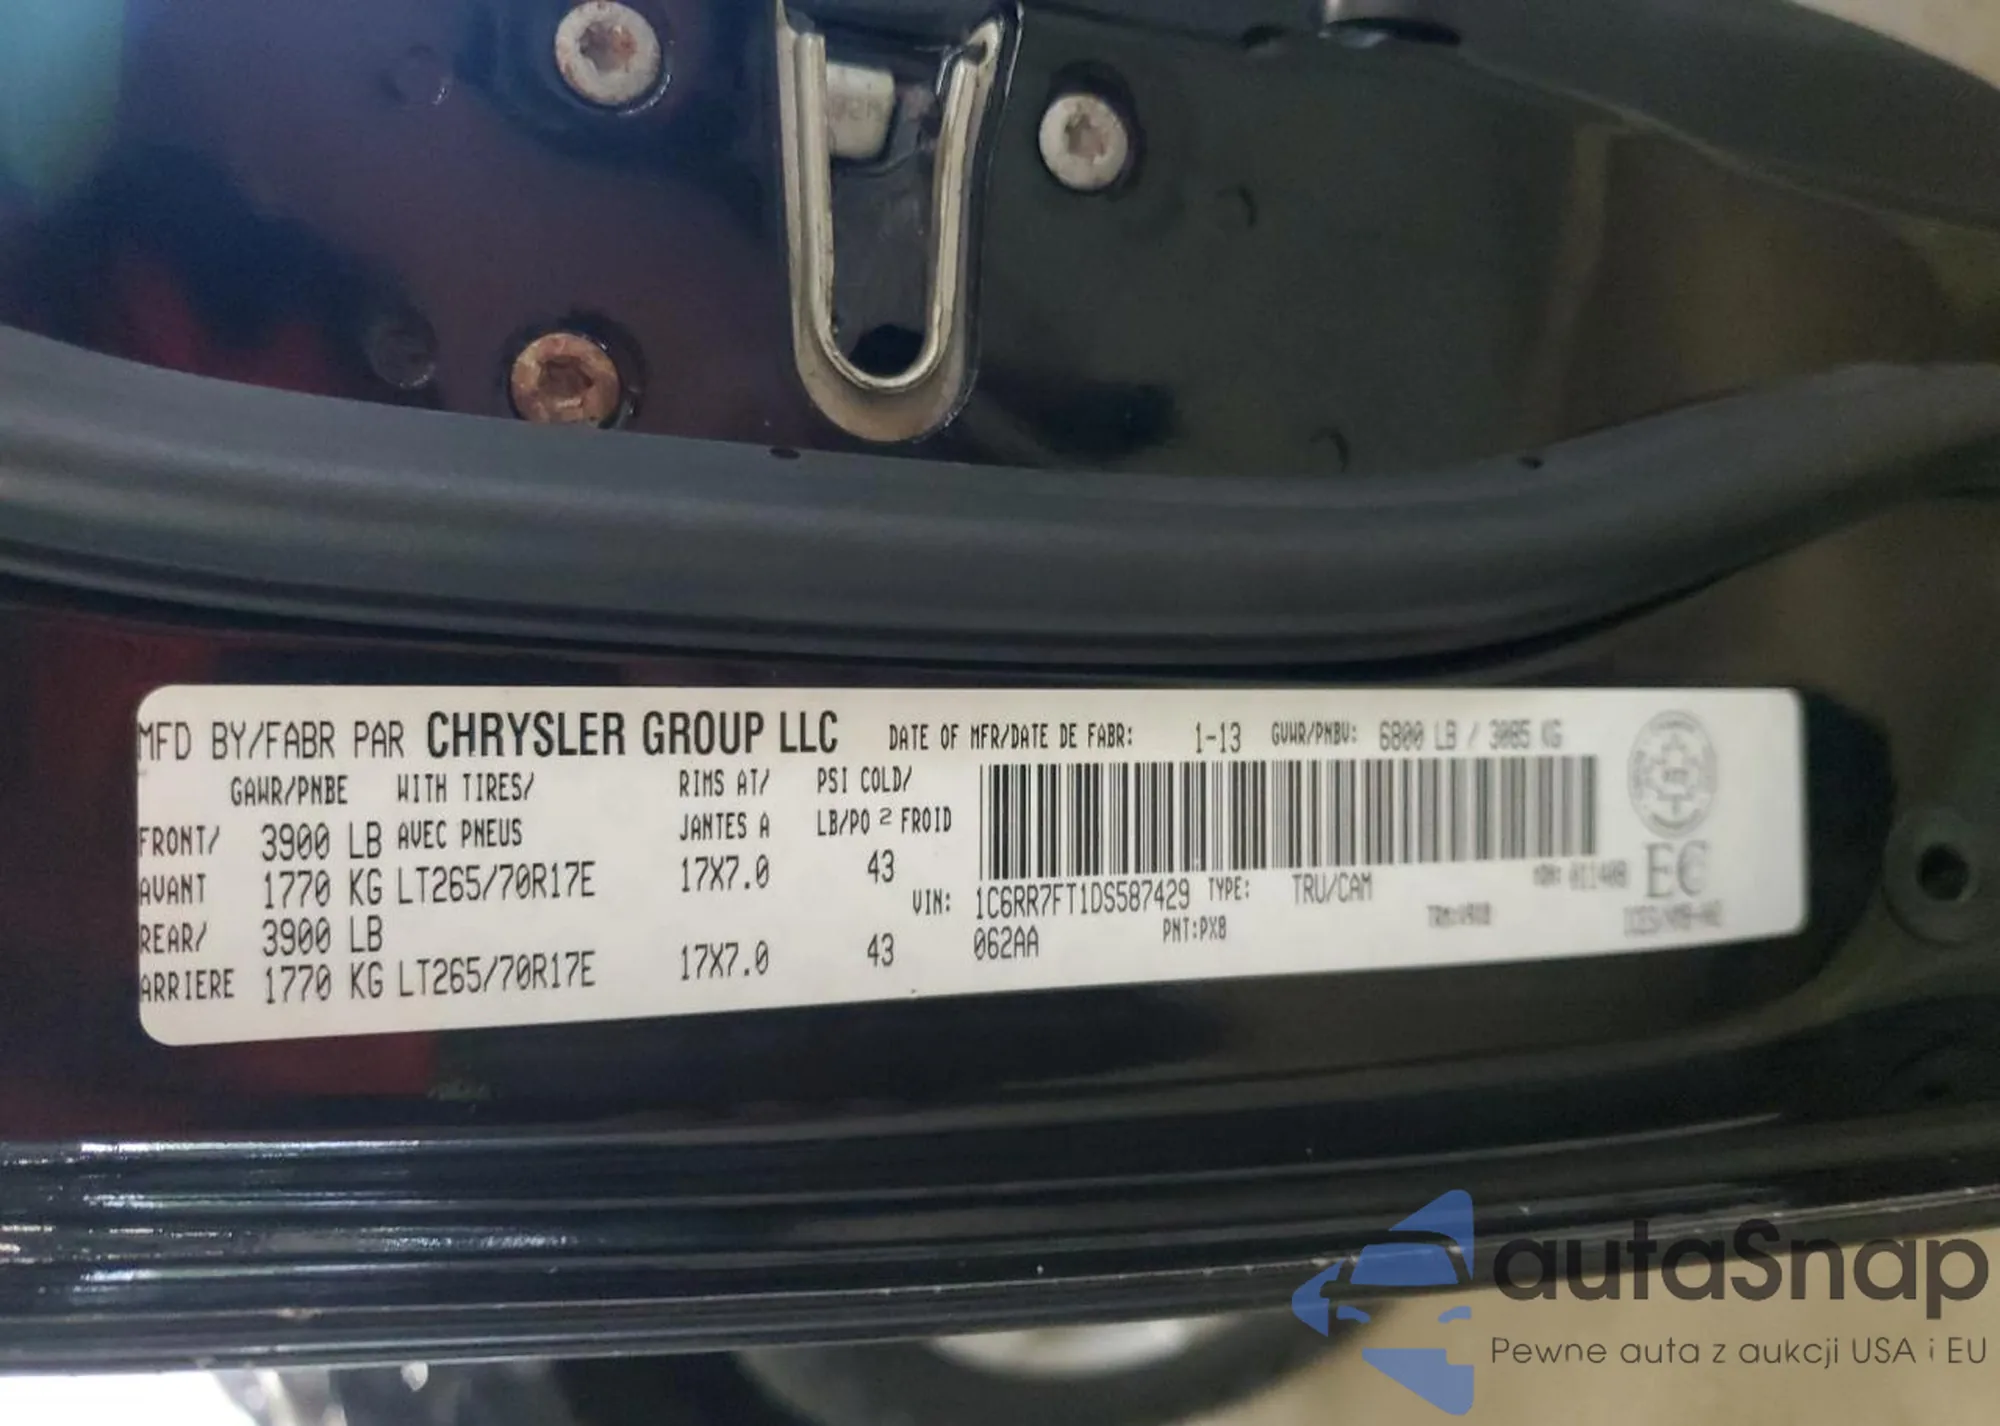 MFD BY/FABR PAR CHRYSLER GROUP LLC DATE OF MFR/DATE DE FABR: 1-13 GVWR/PNBV: 6800 LB / 3085 KG
GAWR/PNBE WITH TIRES/ RIMS AT/ PSI COLD/
FRONT/ 3900 LB AVEC PNEUS JANTES A LB/PO 2 FROID
AVANT 1770 KG LT265/70R17E 17X7.0 43
REAR/ 3900 LB
ARRIERE 1770 KG LT265/70R17E 17X7.0 43
VIN: 1C6RR7FT1DS587429 TYPE: TRU/CAM
062AA PNT:PX8
EC
autaSnap
Pewne auta z aukcji USA i EU